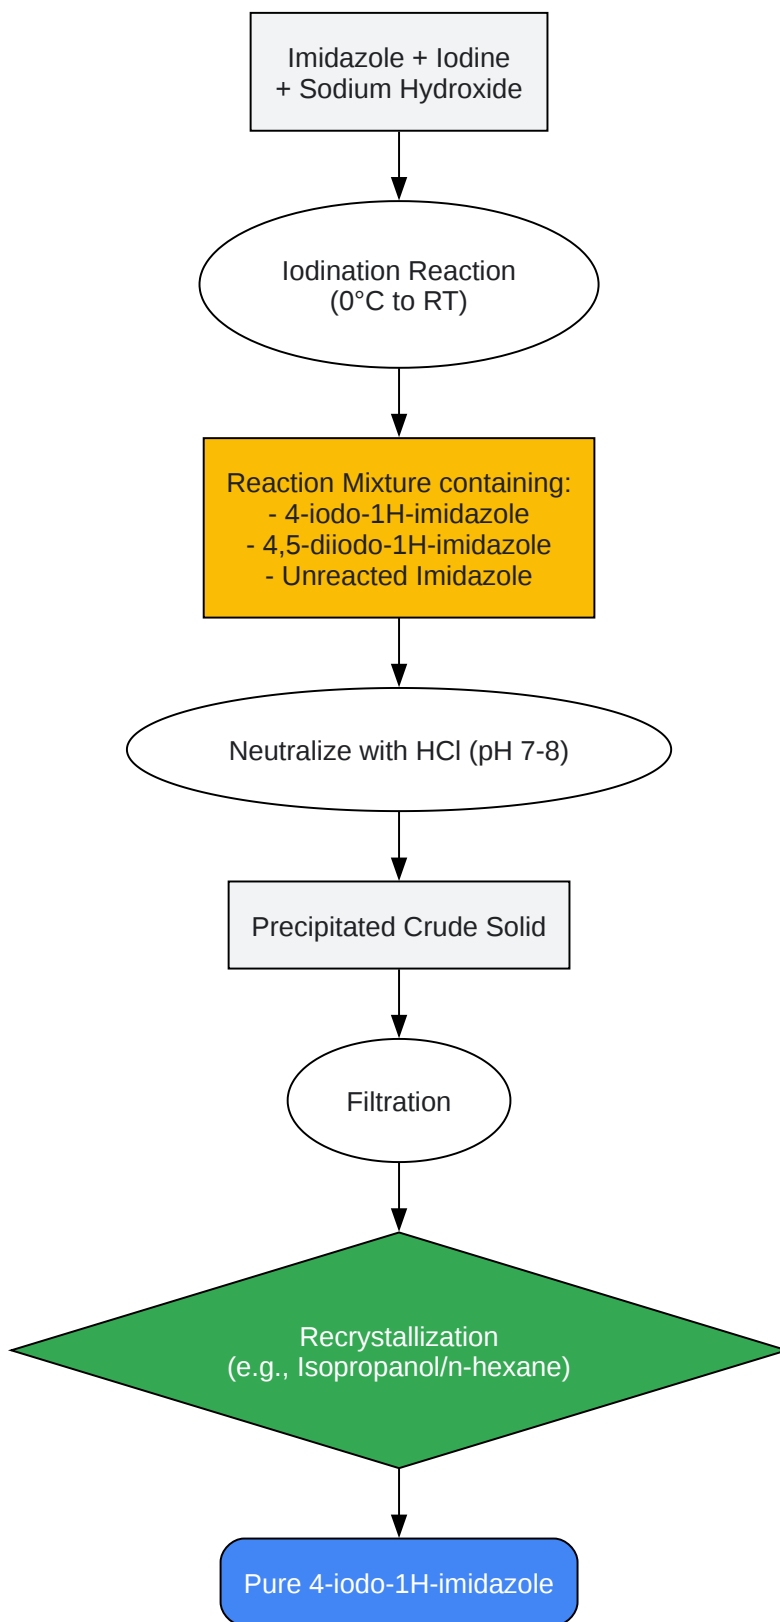 Imidazole + Iodine
+ Sodium Hydroxide
Iodination Reaction
(0°C to RT)
Reaction Mixture containing:
- 4-iodo-1H-imidazole
- 4,5-diiodo-1H-imidazole
- Unreacted Imidazole
Neutralize with HCl (pH 7-8)
Precipitated Crude Solid
Filtration
Recrystallization
(e.g., Isopropanol/n-hexane)
Pure 4-iodo-1H-imidazole